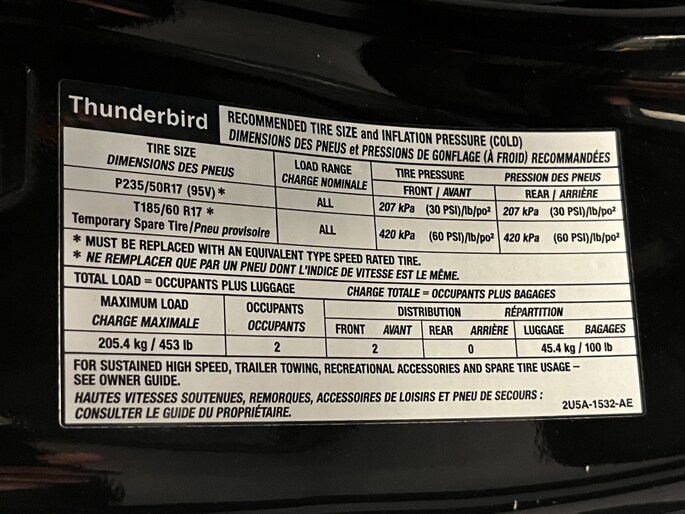 Thunderbird
RECOMMENDED TIRE SIZE and INFLATION PRESSURE (COLD)
DIMENSIONS DES PNEUS et PRESSIONS DE GONFLAGE (À FROID) RECOMMANDÉES
TIRE SIZE
DIMENSIONS DES PNEUS
LOAD RANGE
CHARGE NOMINALE
TIRE PRESSURE PRESSION DES PNEUS
FRONT / AVANT REAR / ARRIÈRE
P235/50R17 (95V) * ALL 207 kPa (30 PSI)/lb/po² 207 kPa (30 PSI)/lb/po²
T185/60 R17 *
Temporary Spare Tire/Pneu provisoire ALL 420 kPa (60 PSI)/lb/po² 420 kPa (60 PSI)/lb/po²
* MUST BE REPLACED WITH AN EQUIVALENT TYPE SPEED RATED TIRE.
* NE REMPLACER QUE PAR UN PNEU DONT L'INDICE DE VITESSE EST LE MÊME.
TOTAL LOAD = OCCUPANTS PLUS LUGGAGE CHARGE TOTALE = OCCUPANTS PLUS BAGAGES
MAXIMUM LOAD
CHARGE MAXIMALE
OCCUPANTS
OCCUPANTS
DISTRIBUTION RÉPARTITION
FRONT AVANT REAR ARRIÈRE LUGGAGE BAGAGES
205.4 kg / 453 lb 2 2 0 45.4 kg / 100 lb
FOR SUSTAINED HIGH SPEED, TRAILER TOWING, RECREATIONAL ACCESSORIES AND SPARE TIRE USAGE –
SEE OWNER GUIDE.
HAUTES VITESSES SOUTENUES, REMORQUES, ACCESSOIRES DE LOISIRS ET PNEU DE SECOURS :
CONSULTER LE GUIDE DU PROPRIÉTAIRE.
2U5A-1532-AE